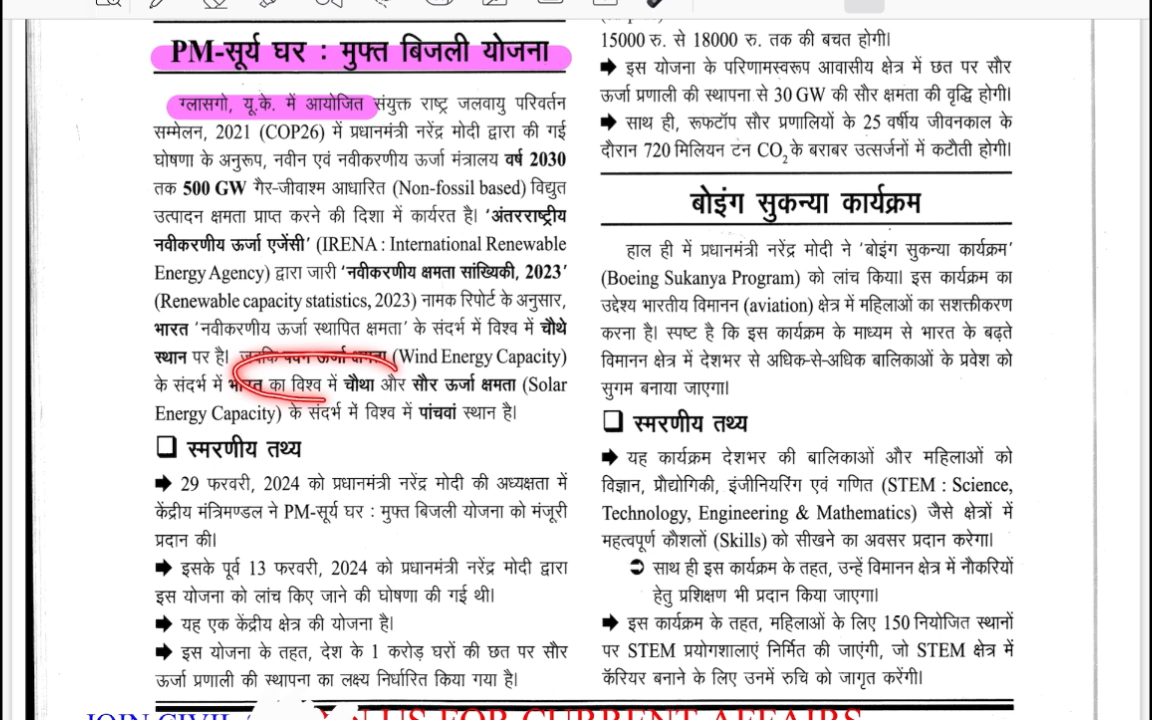 PM-सूर्य घर : मुफ्त बिजली योजना
ग्लासगो, यू.के. में आयोजित संयुक्त राष्ट्र जलवायु परिवर्तन
सम्मेलन, 2021 (COP26) में प्रधानमंत्री नरेंद्र मोदी द्वारा की गई
घोषणा के अनुरूप, नवीन एवं नवीकरणीय ऊर्जा मंत्रालय वर्ष 2030
तक 500 GW गैर-जीवाश्म आधारित (Non-fossil based) विद्युत
उत्पादन क्षमता प्राप्त करने की दिशा में कार्यरत है। 'अंतरराष्ट्रीय
नवीकरणीय ऊर्जा एजेंसी' (IRENA : International Renewable
Energy Agency) द्वारा जारी 'नवीकरणीय क्षमता सांख्यिकी, 2023'
(Renewable capacity statistics, 2023) नामक रिपोर्ट के अनुसार,
भारत 'नवीकरणीय ऊर्जा स्थापित क्षमता' के संदर्भ में विश्व में चौथे
स्थान पर है। जबकि पवन ऊर्जा क्षमता (Wind Energy Capacity)
के संदर्भ में भारत का विश्व में चौथा और सौर ऊर्जा क्षमता (Solar
Energy Capacity) के संदर्भ में विश्व में पांचवां स्थान है।
❑ स्मरणीय तथ्य
➡ 29 फरवरी, 2024 को प्रधानमंत्री नरेंद्र मोदी की अध्यक्षता में
केंद्रीय मंत्रिमण्डल ने PM-सूर्य घर : मुफ्त बिजली योजना को मंजूरी
प्रदान की।
➡ इसके पूर्व 13 फरवरी, 2024 को प्रधानमंत्री नरेंद्र मोदी द्वारा
इस योजना को लांच किए जाने की घोषणा की गई थी।
➡ यह एक केंद्रीय क्षेत्र की योजना है।
➡ इस योजना के तहत, देश के 1 करोड़ घरों की छत पर सौर
ऊर्जा प्रणाली की स्थापना का लक्ष्य निर्धारित किया गया है।
15000 रु. से 18000 रु. तक की बचत होगी।
➡ इस योजना के परिणामस्वरूप आवासीय क्षेत्र में छत पर सौर
ऊर्जा प्रणाली की स्थापना से 30 GW की सौर क्षमता की वृद्धि होगी।
➡ साथ ही, रूफटॉप सौर प्रणालियों के 25 वर्षीय जीवनकाल के
दौरान 720 मिलियन टन CO₂ के बराबर उत्सर्जनों में कटौती होगी।
बोइंग सुकन्या कार्यक्रम
हाल ही में प्रधानमंत्री नरेंद्र मोदी ने 'बोइंग सुकन्या कार्यक्रम'
(Boeing Sukanya Program) को लांच किया। इस कार्यक्रम का
उद्देश्य भारतीय विमानन (aviation) क्षेत्र में महिलाओं का सशक्तीकरण
करना है। स्पष्ट है कि इस कार्यक्रम के माध्यम से भारत के बढ़ते
विमानन क्षेत्र में देशभर से अधिक-से-अधिक बालिकाओं के प्रवेश को
सुगम बनाया जाएगा।
❑ स्मरणीय तथ्य
➡ यह कार्यक्रम देशभर की बालिकाओं और महिलाओं को
विज्ञान, प्रौद्योगिकी, इंजीनियरिंग एवं गणित (STEM : Science,
Technology, Engineering & Mathematics) जैसे क्षेत्रों में
महत्वपूर्ण कौशलों (Skills) को सीखने का अवसर प्रदान करेगा।
➲ साथ ही इस कार्यक्रम के तहत, उन्हें विमानन क्षेत्र में नौकरियों
हेतु प्रशिक्षण भी प्रदान किया जाएगा।
➡ इस कार्यक्रम के तहत, महिलाओं के लिए 150 नियोजित स्थानों
पर STEM प्रयोगशालाएं निर्मित की जाएंगी, जो STEM क्षेत्र में
कॅरियर बनाने के लिए उनमें रुचि को जागृत करेंगी।
JOIN CIVIL US FOR CURRENT AFFAIRS